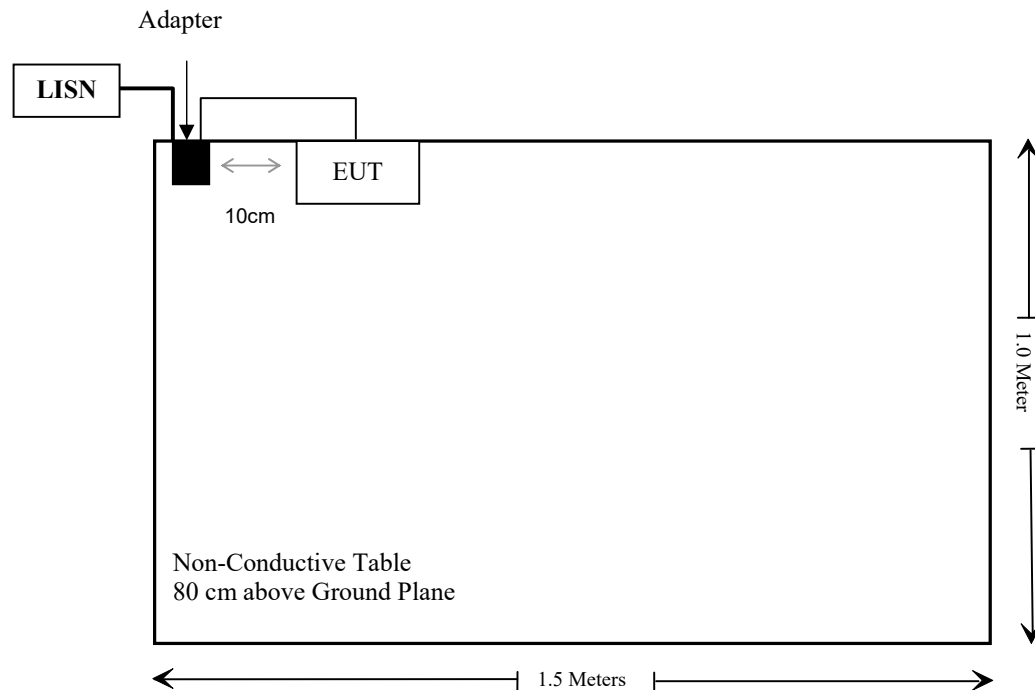 Adapter
LISN
EUT
10cm
1.0 Meter
Non-Conductive Table
80 cm above Ground Plane
1.5 Meters